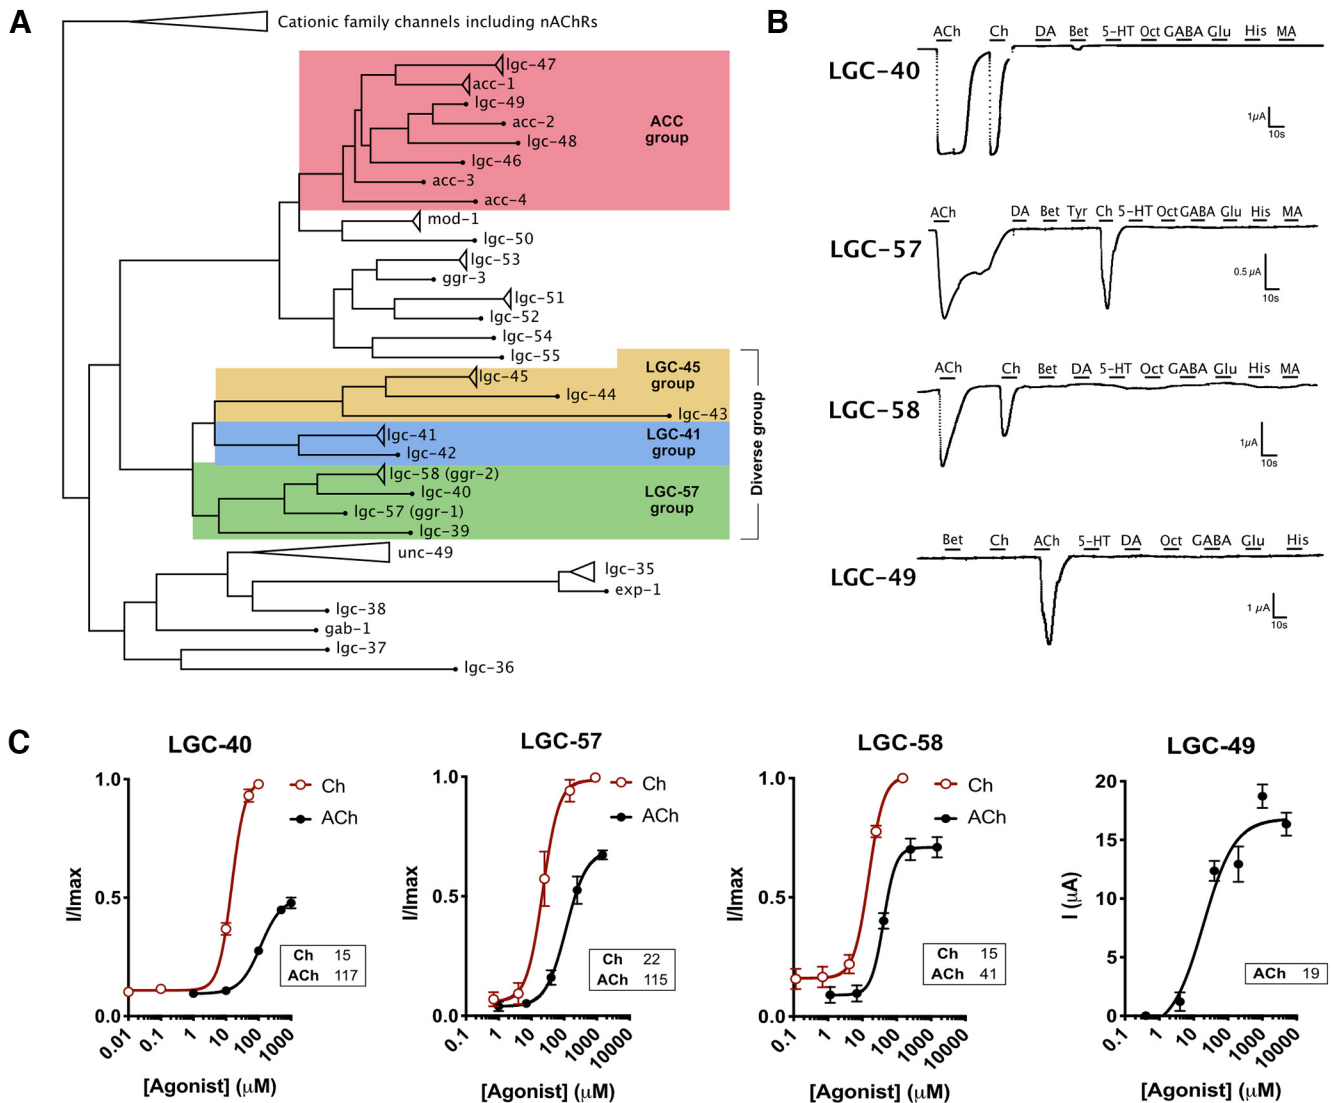 A
Cationic family channels including nAChRs
lgc-47
acc-1
lgc-49
acc-2
lgc-48
lgc-46
acc-3
acc-4
ACC
group
mod-1
lgc-50
lgc-53
ggr-3
lgc-51
lgc-52
lgc-54
lgc-55
lgc-45
lgc-44
lgc-43
LGC-45
group
lgc-41
lgc-42
LGC-41
group
lgc-58 (ggr-2)
lgc-40
lgc-57 (ggr-1)
lgc-39
LGC-57
group
Diverse group
unc-49
lgc-35
exp-1
lgc-38
gab-1
lgc-37
lgc-36
B
LGC-40
ACh Ch DA Bet 5-HT Oct GABA Glu His MA
1μA
10s
LGC-57
ACh DA Bet Tyr Ch 5-HT Oct GABA Glu His MA
0.5 μA
10s
LGC-58
ACh Ch Bet DA 5-HT Oct GABA Glu His MA
1μA
10s
LGC-49
Bet Ch ACh 5-HT DA Oct GABA Glu His
1 μA
10s
C
LGC-40
I/Imax
1.0
0.5
0.0
Ch
ACh
Ch 15
ACh 117
0.01 0.1 1 10 100 1000
[Agonist] (μM)
LGC-57
I/Imax
1.0
0.5
0.0
Ch
ACh
Ch 22
ACh 115
0.1 1 10 100 1000 10000
[Agonist] (μM)
LGC-58
I/Imax
1.0
0.5
0.0
Ch
ACh
Ch 15
ACh 41
0.1 1 10 100 1000 10000
[Agonist] (μM)
LGC-49
I (μA)
20
15
10
5
0
ACh 19
0.1 1 10 100 1000 10000
[Agonist] (μM)